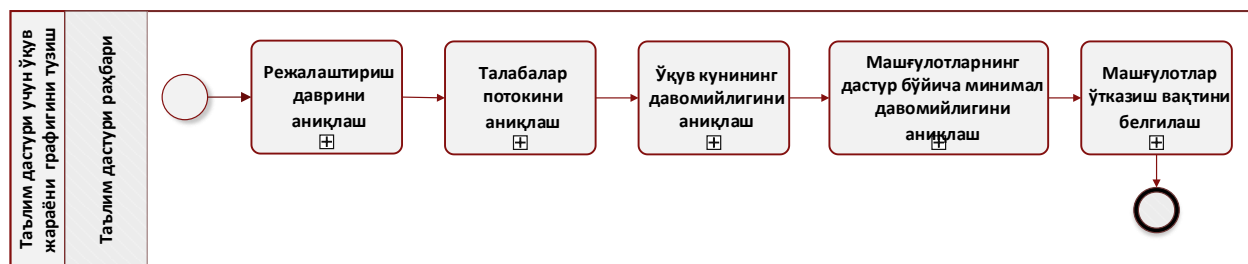 Таълим дастури учун ўқув
жараёни графигини тузиш
Таълим дастури раҳбари
Режалаштириш
даврини
аниқлаш
Талабалар
потокини
аниқлаш
Ўқув кунининг
давомийлигини
аниқлаш
Машғулотларнинг
дастур бўйича минимал
давомийлигини
аниқлаш
Машғулотлар
ўтказиш вақтини
белгилаш